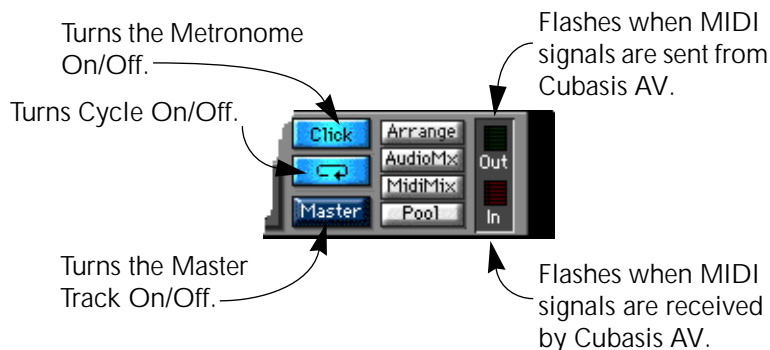 Turns the Metronome
On/Off.
Flashes when MIDI
signals are sent from
Cubasis AV.
Turns Cycle On/Off.
Click
Arrange
AudioMx
MidiMix
Master
Pool
Out
In
Turns the Master
Track On/Off.
Flashes when MIDI
signals are received
by Cubasis AV.